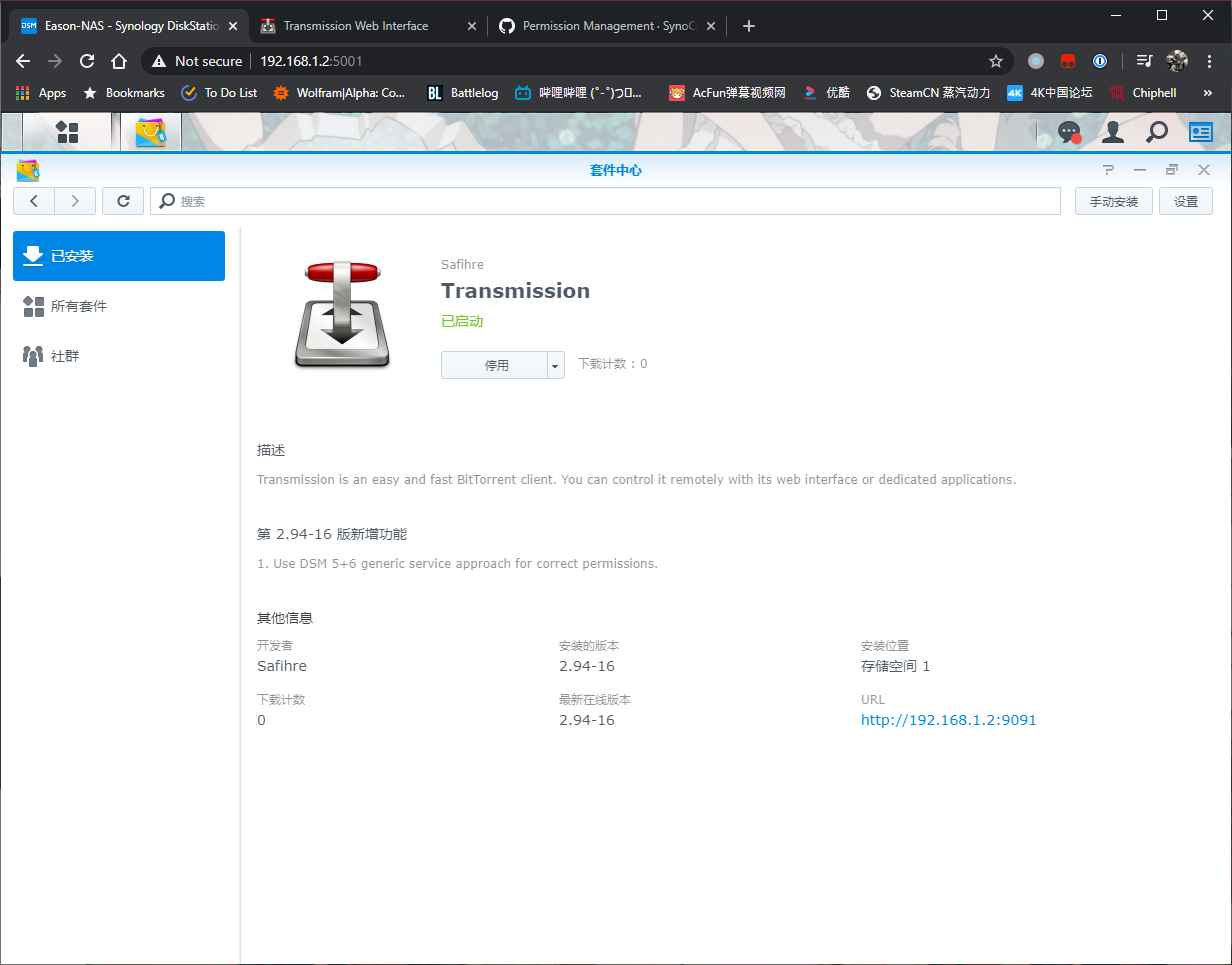 DSM Eason-NAS - Synology DiskStatio
Transmission Web Interface
Permission Management · SynoC
Not secure
192.168.1.2:5001
Apps
Bookmarks
To Do List
Wolfram|Alpha: Co...
BL Battlelog
哔哩哔哩 (゜-゜)つロ...
AcFun弹幕视频网
优酷
SteamCN 蒸汽动力
4K 4K中国论坛
Chiphell
»
套件中心
搜索
手动安装
设置
已安装
所有套件
社群
Safihre
Transmission
已启动
停用
下载计数：0
描述
Transmission is an easy and fast BitTorrent client. You can control it remotely with its web interface or dedicated applications.
第 2.94-16 版新增功能
1. Use DSM 5+6 generic service approach for correct permissions.
其他信息
开发者
安装的版本
安装位置
Safihre
2.94-16
存储空间 1
下载计数
最新在线版本
URL
0
2.94-16
http://192.168.1.2:9091